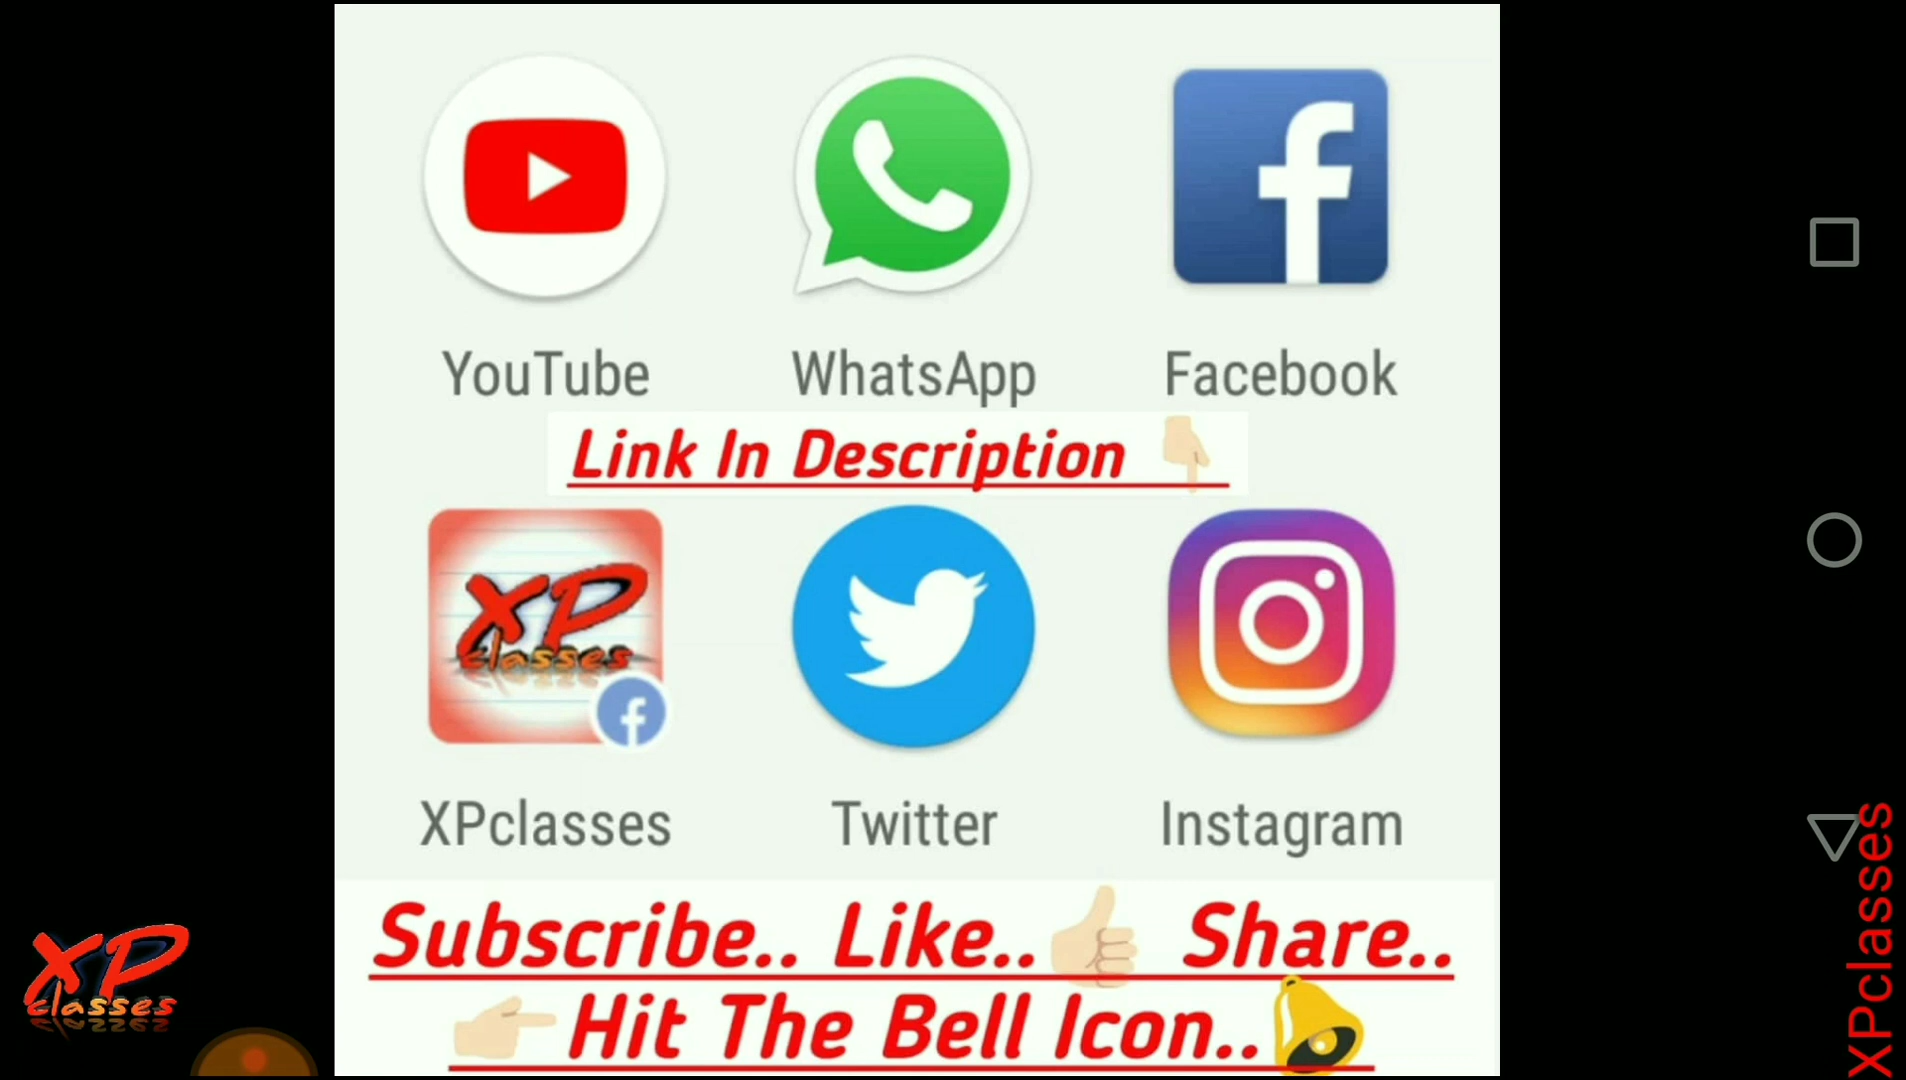 YouTube WhatsApp Facebook
Link In Description
XP
classes
XPclasses Twitter Instagram
Subscribe.. Like.. Share..
Hit The Bell Icon..
XP
classes
XPclasses